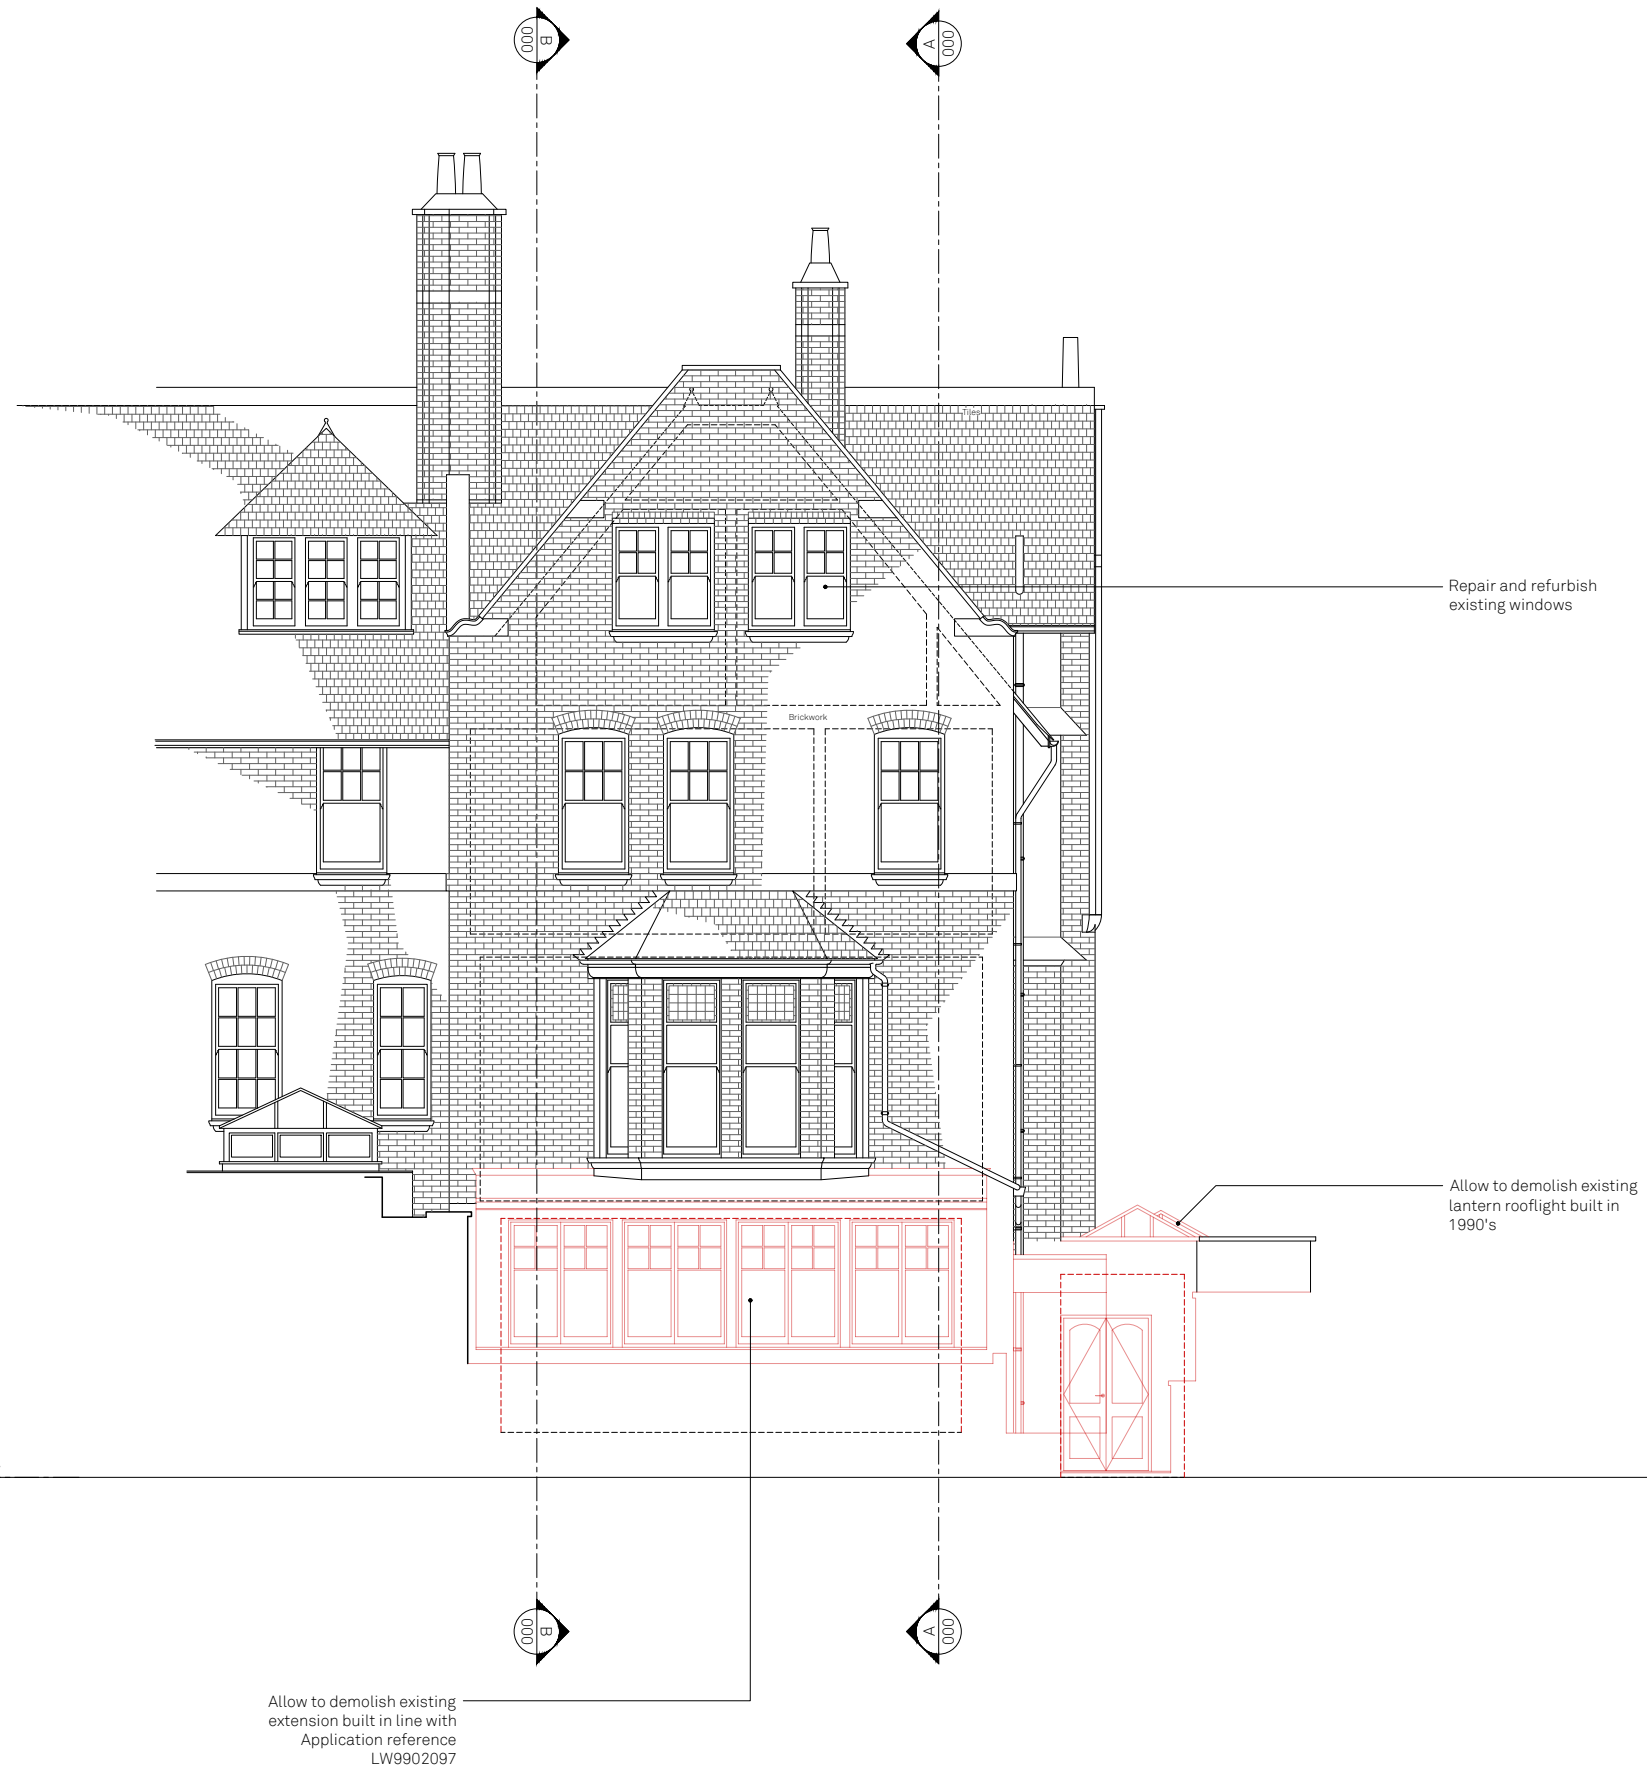 B
000
A
000
Tiles
Repair and refurbish
existing windows
Brickwork
Allow to demolish existing
lantern rooflight built in
1990's
B
000
A
000
Allow to demolish existing
extension built in line with
Application reference
LW9902097